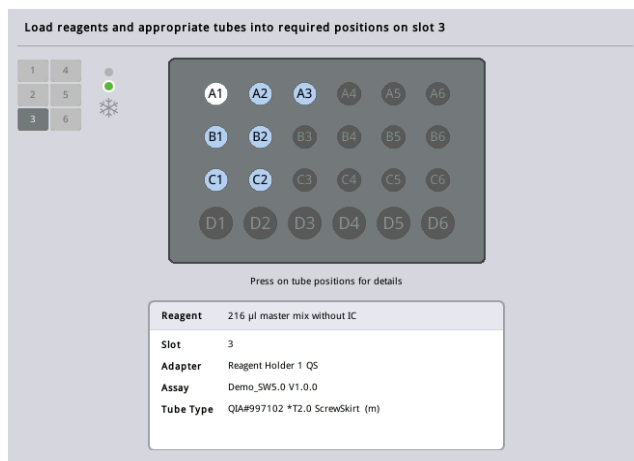 Load reagents and appropriate tubes into required positions on slot 3
1 4
2 5
3 6
A1 A2 A3 A4 A5 A6
B1 B2 B3 B4 B5 B6
C1 C2 C3 C4 C5 C6
D1 D2 D3 D4 D5 D6
Press on tube positions for details
Reagent 216 µl master mix without IC
Slot 3
Adapter Reagent Holder 1 QS
Assay Demo_SW5.0 V1.0.0
Tube Type QIA#997102 *T2.0 ScrewSkirt (m)